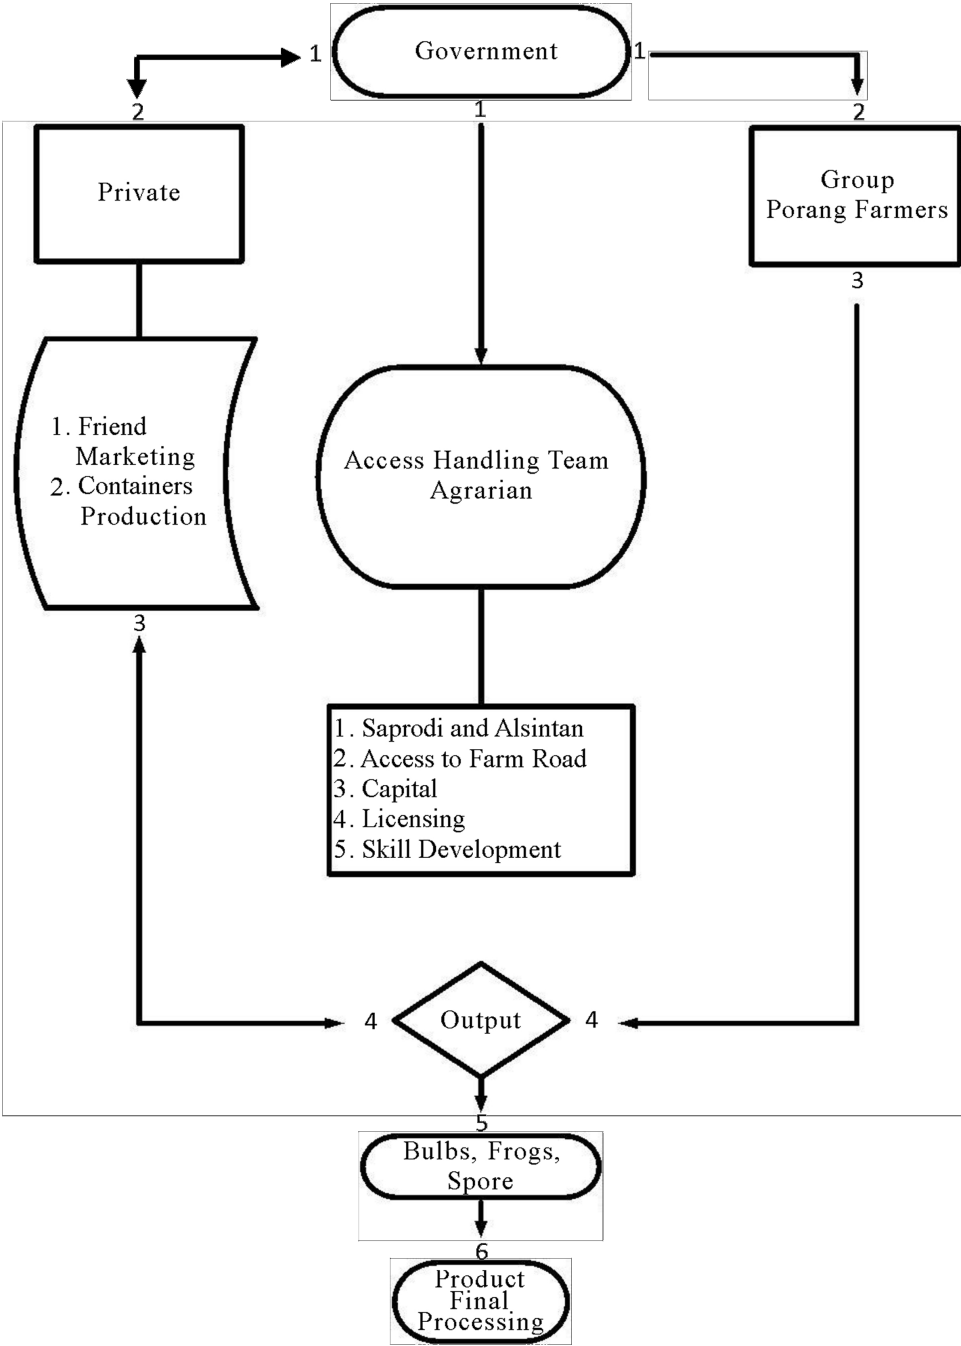 1
Government
1
2
1
2
Private
Group
Porang Farmers
3
1. Friend
Marketing
2. Containers
Production
3
Access Handling Team
Agrarian
1. Saprodi and Alsintan
2. Access to Farm Road
3. Capital
4. Licensing
5. Skill Development
4
Output
4
5
Bulbs, Frogs,
Spore
6
Product
Final
Processing